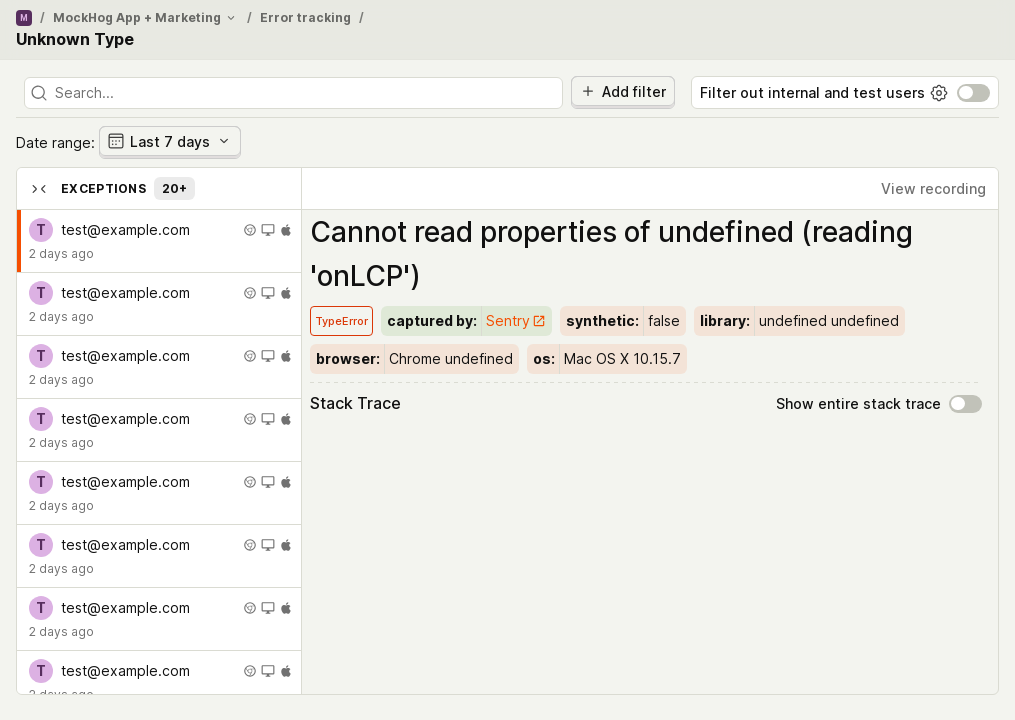 M / MockHog App + Marketing / Error tracking /
Unknown Type
Search...
Add filter
Filter out internal and test users
Date range: Last 7 days
EXCEPTIONS 20+
View recording
T test@example.com
2 days ago
T test@example.com
2 days ago
T test@example.com
2 days ago
T test@example.com
2 days ago
T test@example.com
2 days ago
T test@example.com
2 days ago
T test@example.com
2 days ago
T test@example.com
2 days ago
Cannot read properties of undefined (reading
'onLCP')
TypeError captured by: Sentry synthetic: false library: undefined undefined
browser: Chrome undefined os: Mac OS X 10.15.7
Stack Trace
Show entire stack trace